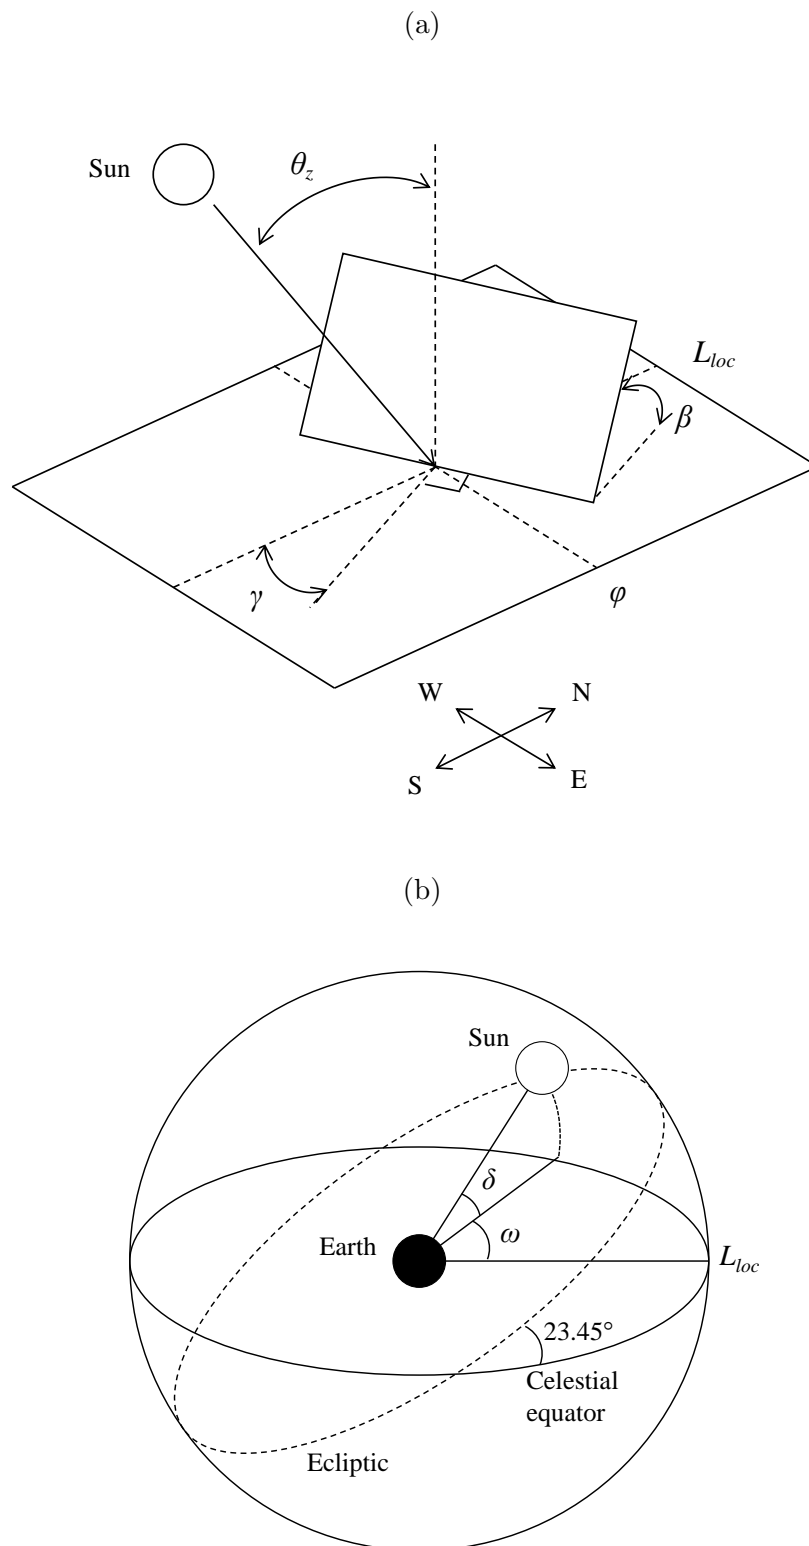 (a)
Sun
θz
Lloc
β
γ
φ
W
N
S
E
(b)
Sun
δ
Earth
ω
Lloc
23.45°
Celestial
equator
Ecliptic